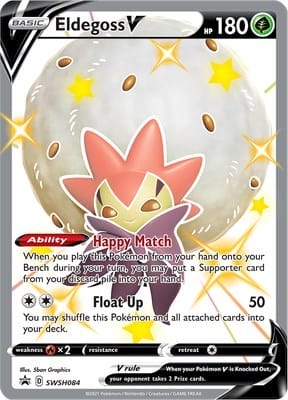 BASIC Eldegoss V HP 180
Ability Happy Match
When you play this Pokémon from your hand onto your
Bench during your turn, you may put a Supporter card
from your discard pile into your hand.
Float Up 50
You may shuffle this Pokémon and all attached cards into
your deck.
weakness ×2 resistance retreat
V rule When your Pokémon V is Knocked Out,
your opponent takes 2 Prize cards.
Illus. 5ban Graphics
D SWSH084
©2021 Pokémon / Nintendo / Creatures / GAME FREAK